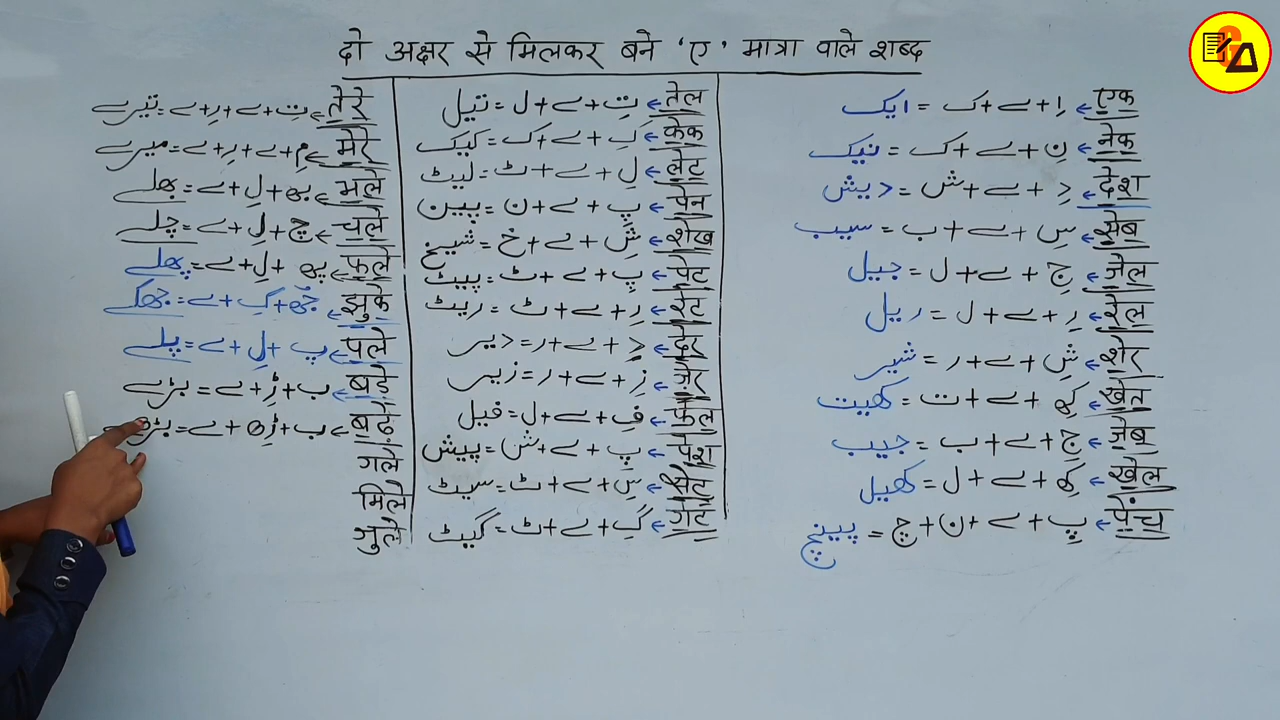 दो अक्षर से मिलकर बने 'ए' मात्रा वाले शब्द
एक ← اِ + ے + ک = ایک
नेक ← نِ + ے + ک = نیک
देश ← دِ + ے + ش = دیش
सेब ← سِ + ے + ب = سیب
जेल ← جِ + ے + ل = جیل
रेल ← رِ + ے + ل = ریل
शेर ← شِ + ے + ر = شیر
खेत ← کھِ + ے + ت = کھیت
जेब ← جِ + ے + ب = جیب
खेल ← کھِ + ے + ل = کھیل
पेंच ← پِ + ے + ن + چ = پینچ
तेल ← تِ + ے + ل = تیل
केक ← کِ + ے + ک = کیک
लेट ← لِ + ے + ٹ = لیٹ
पेन ← پِ + ے + ن = پین
शेख ← شِ + ے + خ = شیخ
पेट ← پِ + ے + ٹ = پیٹ
रेट ← رِ + ے + ٹ = ریٹ
देर ← دِ + ے + ر = دیر
ज़ेर ← زِ + ے + ر = زیر
फेल ← فِ + ے + ل = فیل
पेश ← پِ + ے + ش = پیش
सेट ← سِ + ے + ٹ = سیٹ
गेट ← گِ + ے + ٹ = گیٹ
तेरे ← تِ + ے + رِ + ے = تیرے
मेरे ← مِ + ے + رِ + ے = میرے
भले ← بھ + لِ + ے = بھلے
चले ← چ + لِ + ے = چلے
फले ← پھ + لِ + ے = پھلے
झुके ← جھُ + کِ + ے = جھکے
पले ← پ + لِ + ے = پلے
बड़े ← ب + ڑِ + ے = بڑے
बढ़े ← ب + ڑھِ + ے =
गले
मिले